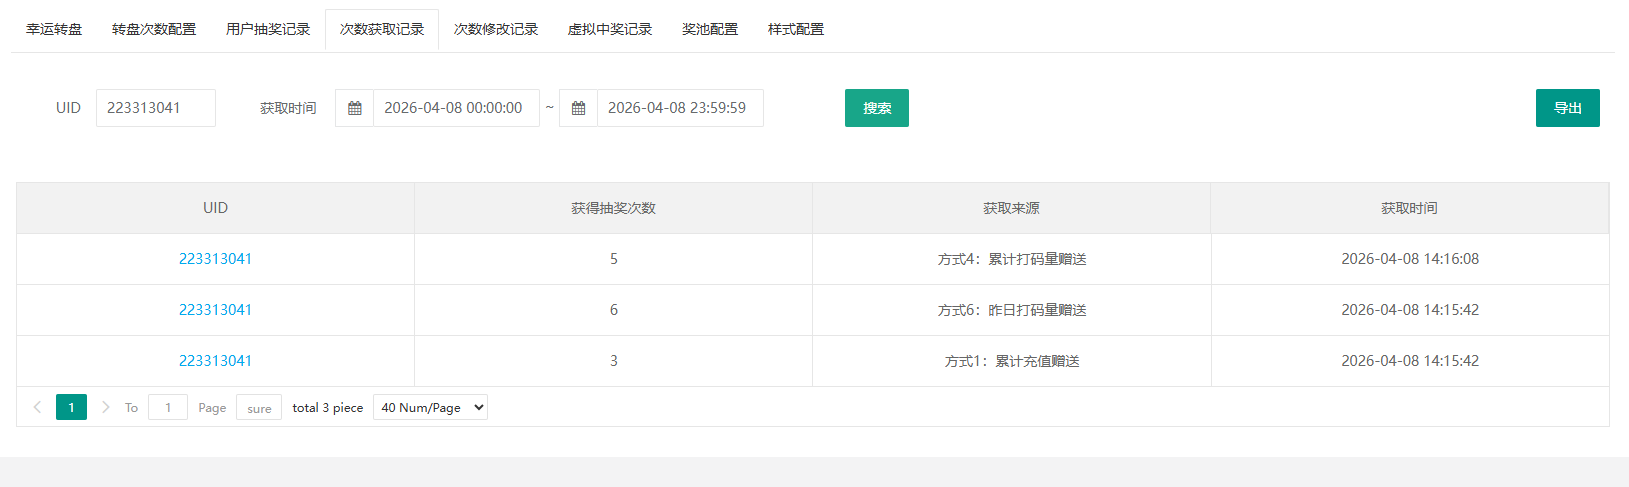 幸运转盘 转盘次数配置 用户抽奖记录 次数获取记录 次数修改记录 虚拟中奖记录 奖池配置 样式配置
UID 223313041 获取时间 2026-04-08 00:00:00 ~ 2026-04-08 23:59:59 搜索 导出
UID 获得抽奖次数 获取来源 获取时间
223313041 5 方式4：累计打码量赠送 2026-04-08 14:16:08
223313041 6 方式6：昨日打码量赠送 2026-04-08 14:15:42
223313041 3 方式1：累计充值赠送 2026-04-08 14:15:42
1 To 1 Page sure total 3 piece 40 Num/Page